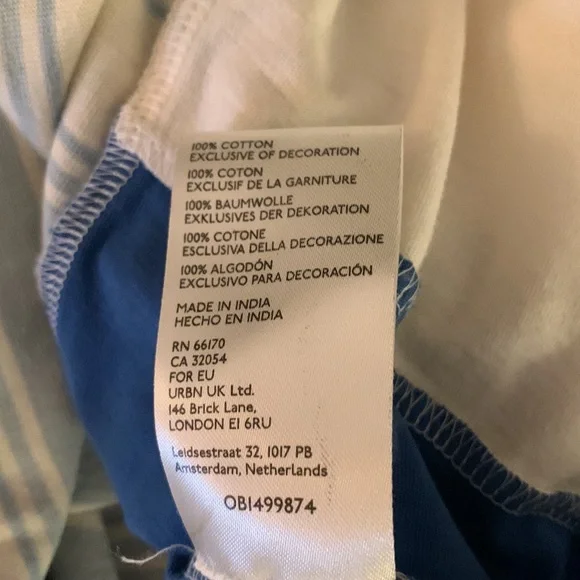 100% COTTON
EXCLUSIVE OF DECORATION
100% COTON
EXCLUSIF DE LA GARNITURE
100% BAUMWOLLE
EXKLUSIVES DER DEKORATION
100% COTONE
ESCLUSIVA DELLA DECORAZIONE
100% ALGODÓN
EXCLUSIVO PARA DECORACIÓN
MADE IN INDIA
HECHO EN INDIA
RN 66170
CA 32054
FOR EU
URBN UK Ltd.
146 Brick Lane,
LONDON E1 6RU
Leidsestraat 32, 1017 PB
Amsterdam, Netherlands
OB1499874